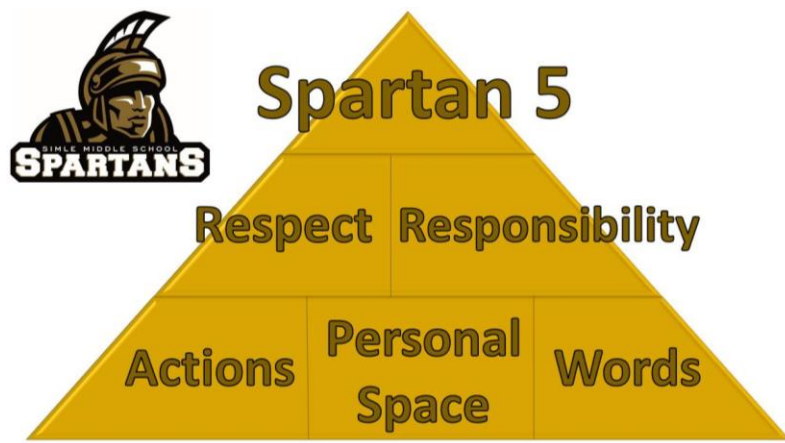 Spartan 5
SIMLE MIDDLE SCHOOL
SPARTANS
Respect Responsibility
Actions Personal Space Words